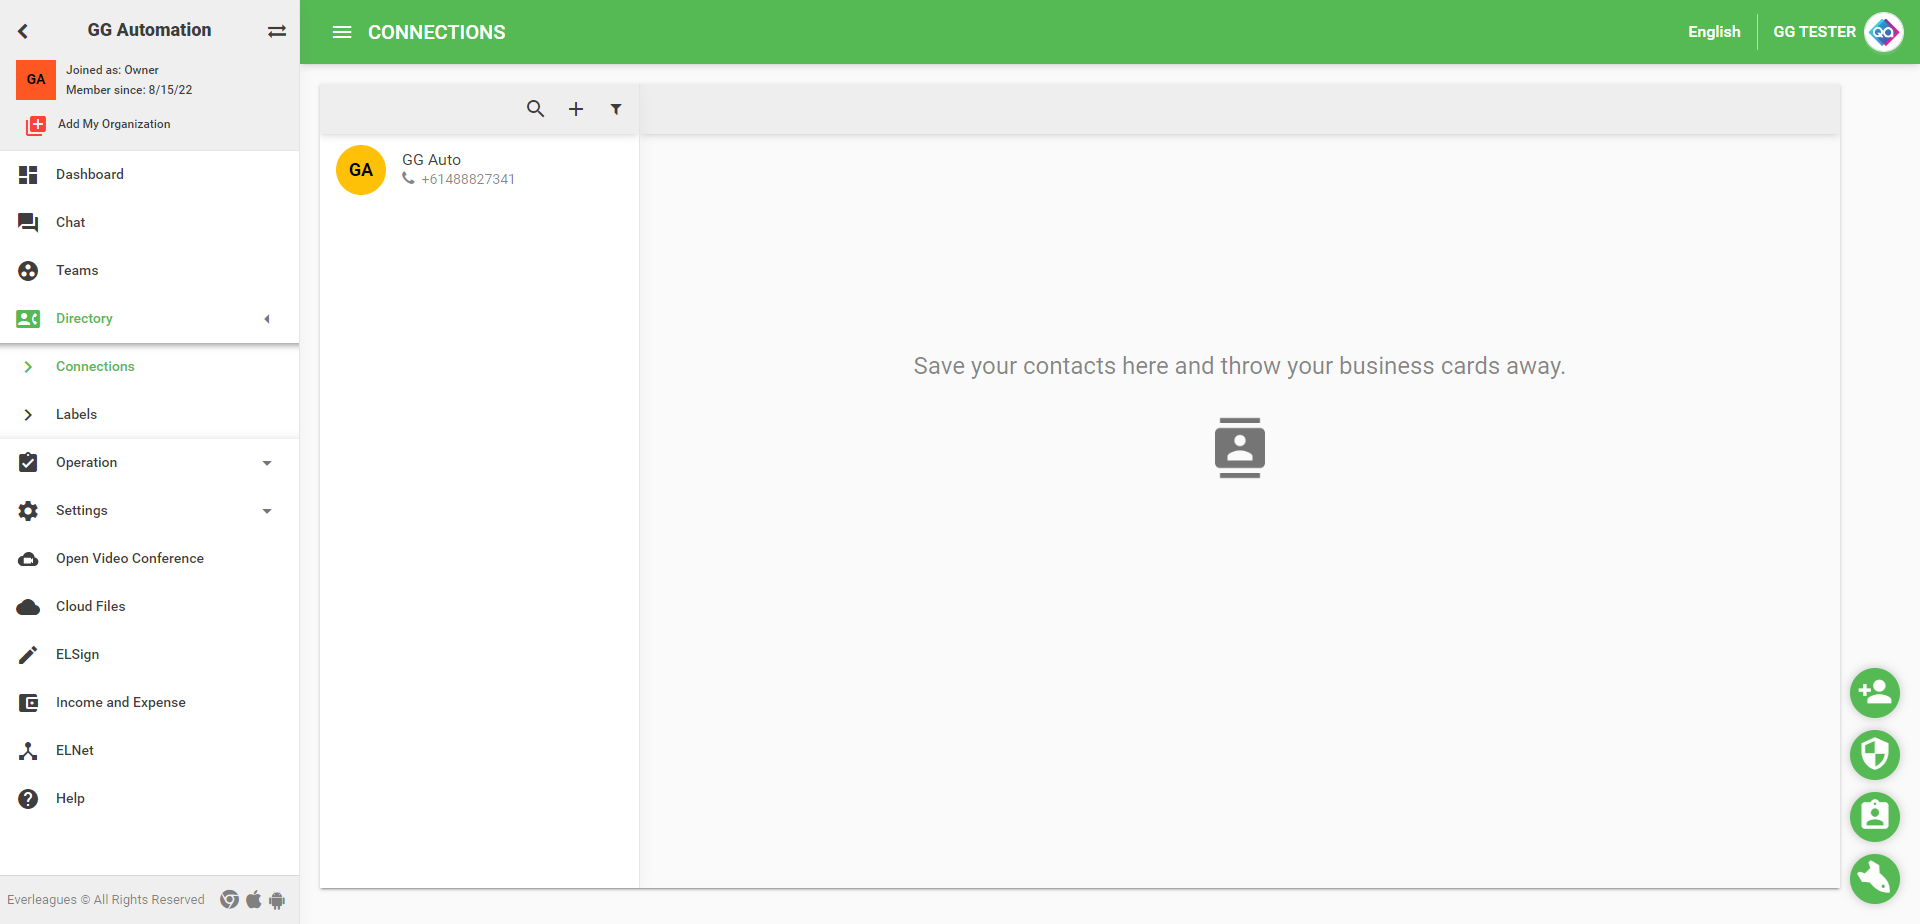 GG Automation
GA
Joined as: Owner
Member since: 8/15/22
Add My Organization
Dashboard
Chat
Teams
Directory
Connections
Labels
Operation
Settings
Open Video Conference
Cloud Files
ELSign
Income and Expense
ELNet
Help
Everleagues © All Rights Reserved
CONNECTIONS
English
GG TESTER
QA
GA
GG Auto
+61488827341
Save your contacts here and throw your business cards away.